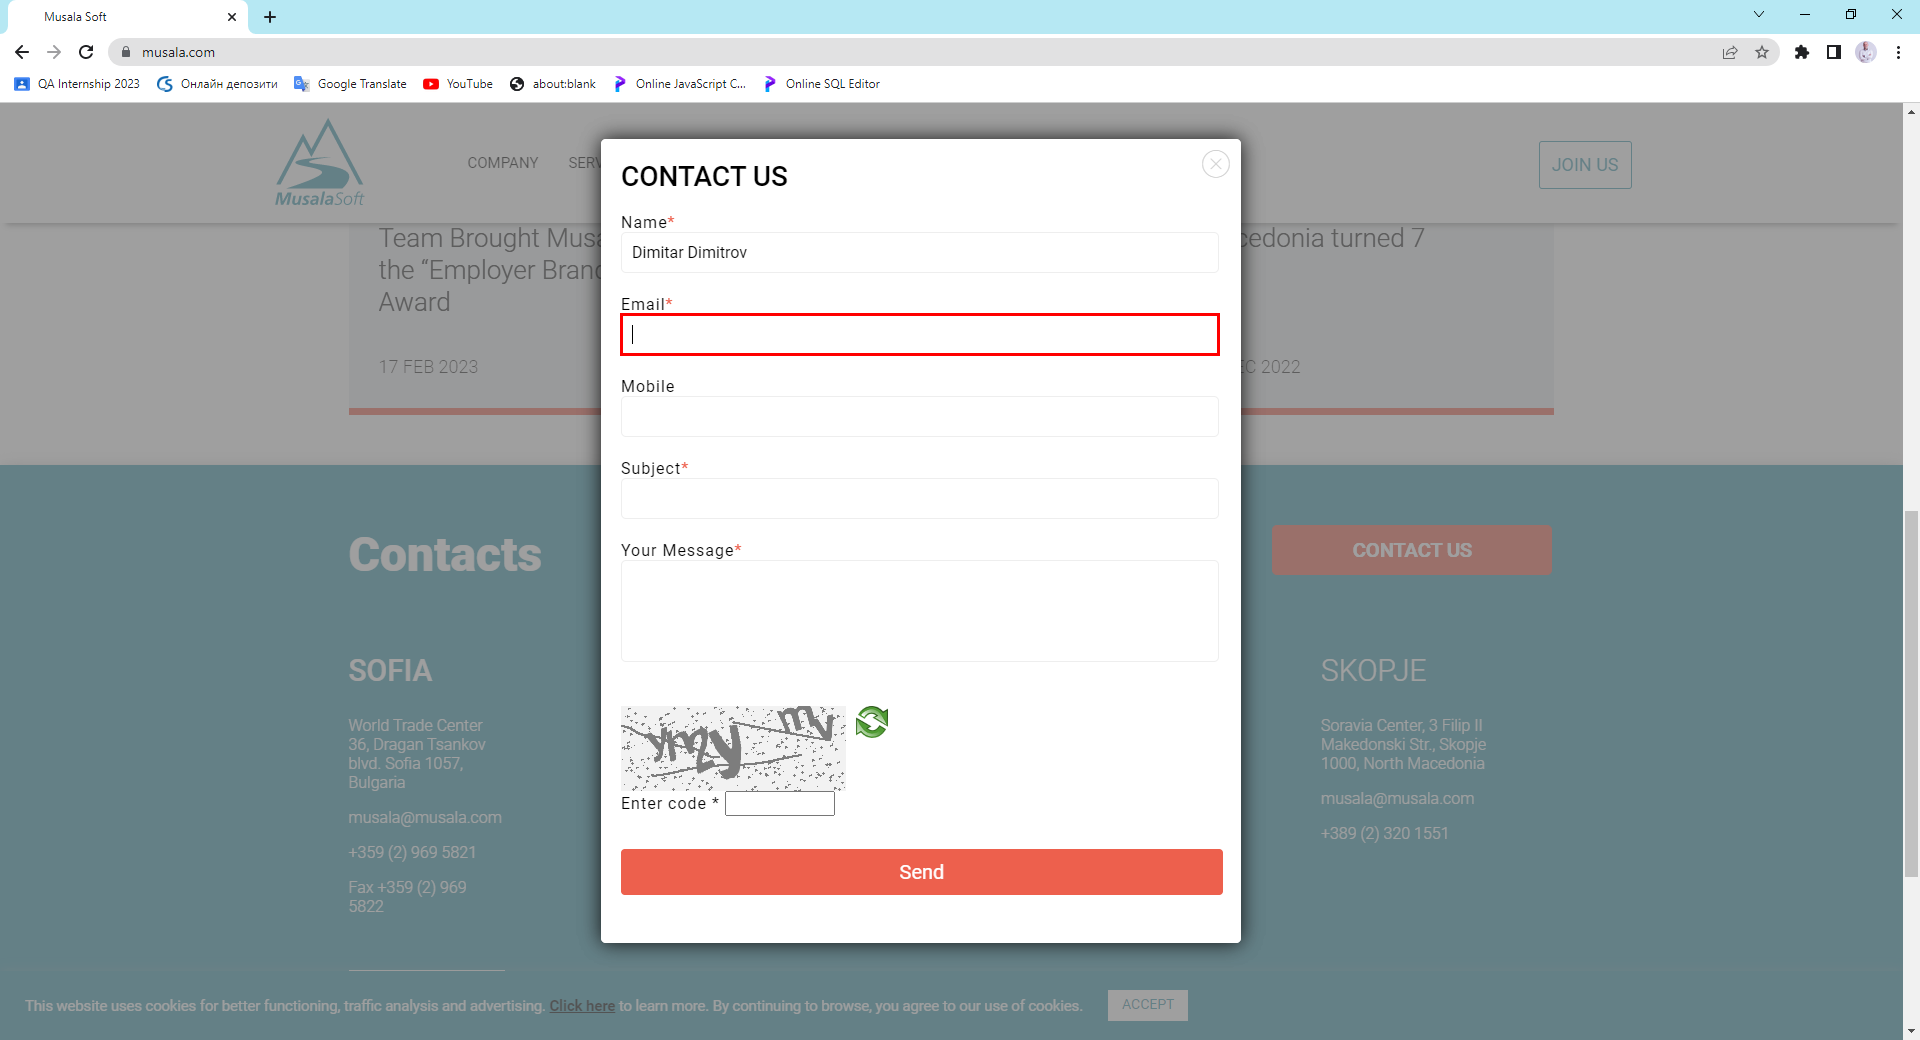 Musala Soft
musala.com
QA Internship 2023
Онлайн депозити
Google Translate
YouTube
about:blank
Online JavaScript C...
Online SQL Editor
MusalaSoft
COMPANY
SERV
JOIN US
Team Brought Musa
the “Employer Brand
Award
17 FEB 2023
cedonia turned 7
EC 2022
CONTACT US
Name*
Dimitar Dimitrov
Email*
Mobile
Subject*
Your Message*
Enter code *
Send
Contacts
CONTACT US
SOFIA
World Trade Center
36, Dragan Tsankov
blvd. Sofia 1057,
Bulgaria
musala@musala.com
+359 (2) 969 5821
Fax +359 (2) 969
5822
SKOPJE
Soravia Center, 3 Filip II
Makedonski Str., Skopje
1000, North Macedonia
musala@musala.com
+389 (2) 320 1551
This website uses cookies for better functioning, traffic analysis and advertising. Click here to learn more. By continuing to browse, you agree to our use of cookies.
ACCEPT